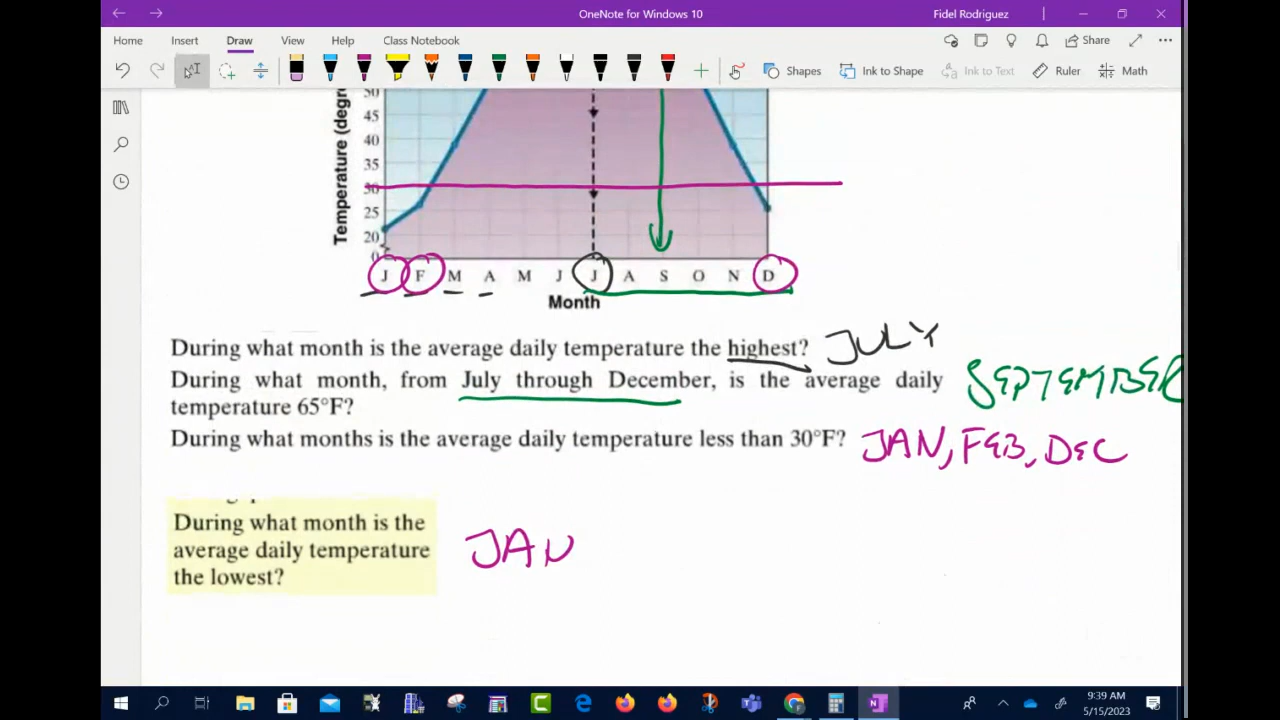 OneNote for Windows 10
Fidel Rodriguez
Home Insert Draw View Help Class Notebook Share
Shapes Ink to Shape Ink to Text Ruler Math
Temperature (degre
50
45
40
35
30
25
20
0
J F M A M J J A S O N D
Month
During what month is the average daily temperature the highest? JULY
During what month, from July through December, is the average daily SEPTEMBER
temperature 65°F?
During what months is the average daily temperature less than 30°F? JAN, FEB, DEC
During what month is the
average daily temperature JAN
the lowest?
9:39 AM
5/15/2023